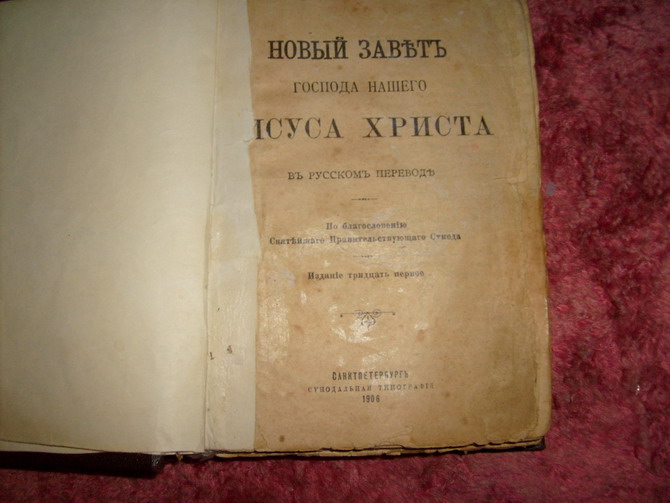 НОВЫЙ ЗАВѢТЪ
ГОСПОДА НАШЕГО
ІИСУСА ХРИСТА
ВЪ РУССКОМЪ ПЕРЕВОДѢ
По благословенію
Святѣйшаго Правительствующаго Сѵнода
Изданіе тридцать первое
САНКТПЕТЕРБУРГЪ
СѴНОДАЛЬНАЯ ТИПОГРАФІЯ
1906